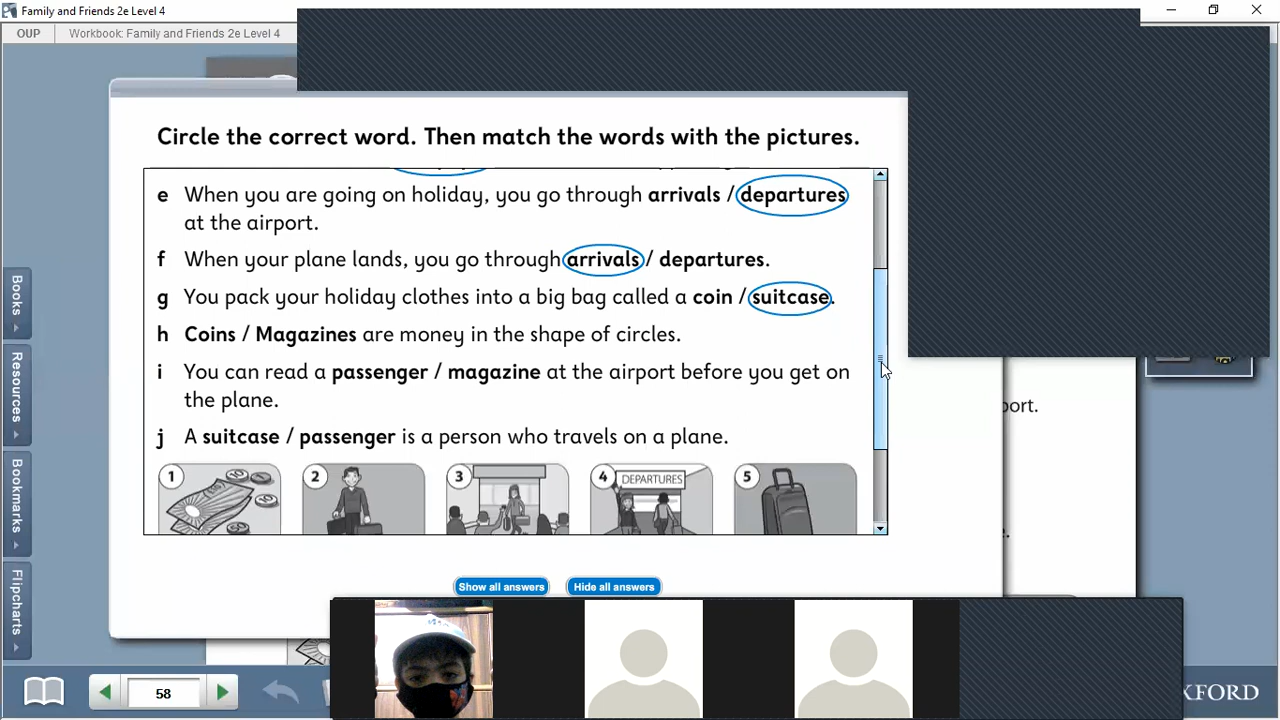 Family and Friends 2e Level 4
OUP Workbook: Family and Friends 2e Level 4
Circle the correct word. Then match the words with the pictures.
e When you are going on holiday, you go through arrivals / departures
at the airport.
f When your plane lands, you go through arrivals / departures.
g You pack your holiday clothes into a big bag called a coin / suitcase.
h Coins / Magazines are money in the shape of circles.
i You can read a passenger / magazine at the airport before you get on
the plane.
j A suitcase / passenger is a person who travels on a plane.
1 2 3 4 DEPARTURES 5
Show all answers Hide all answers
Books
Resources
Bookmarks
Flipcharts
58